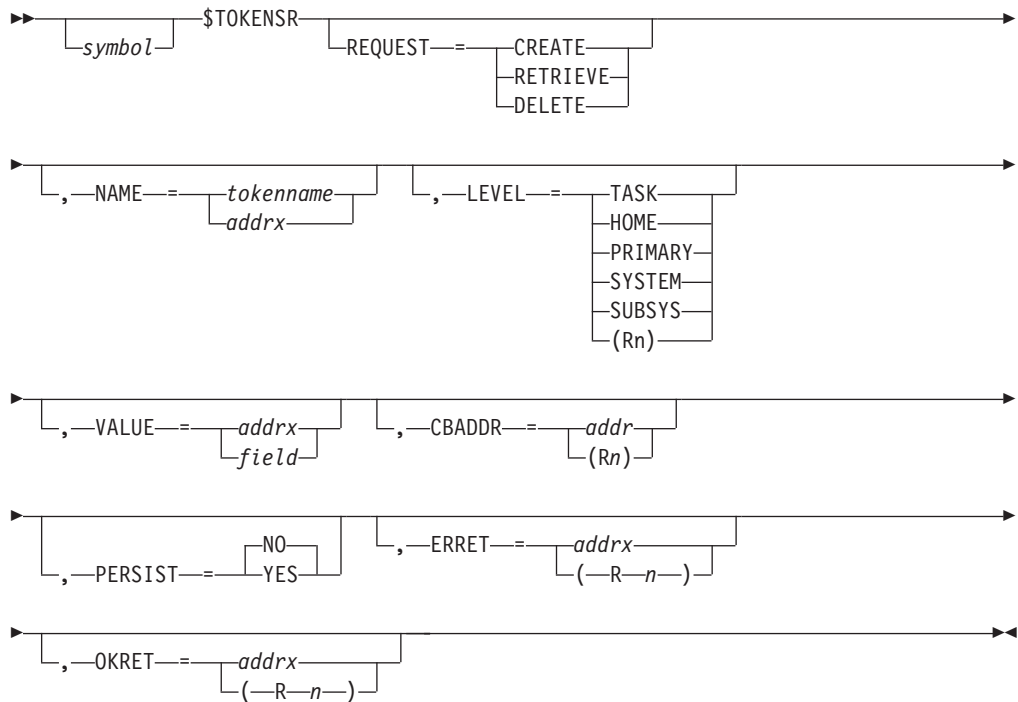 $TOKENSR
symbol REQUEST = CREATE
RETRIEVE
DELETE
, NAME = tokenname , LEVEL = TASK
addrx HOME
PRIMARY
SYSTEM
SUBSYS
(Rn)
, VALUE = addrx , CBADDR = addr
field (Rn)
NO , ERRET = addrx
, PERSIST = YES ( R n )
, OKRET = addrx
( R n )